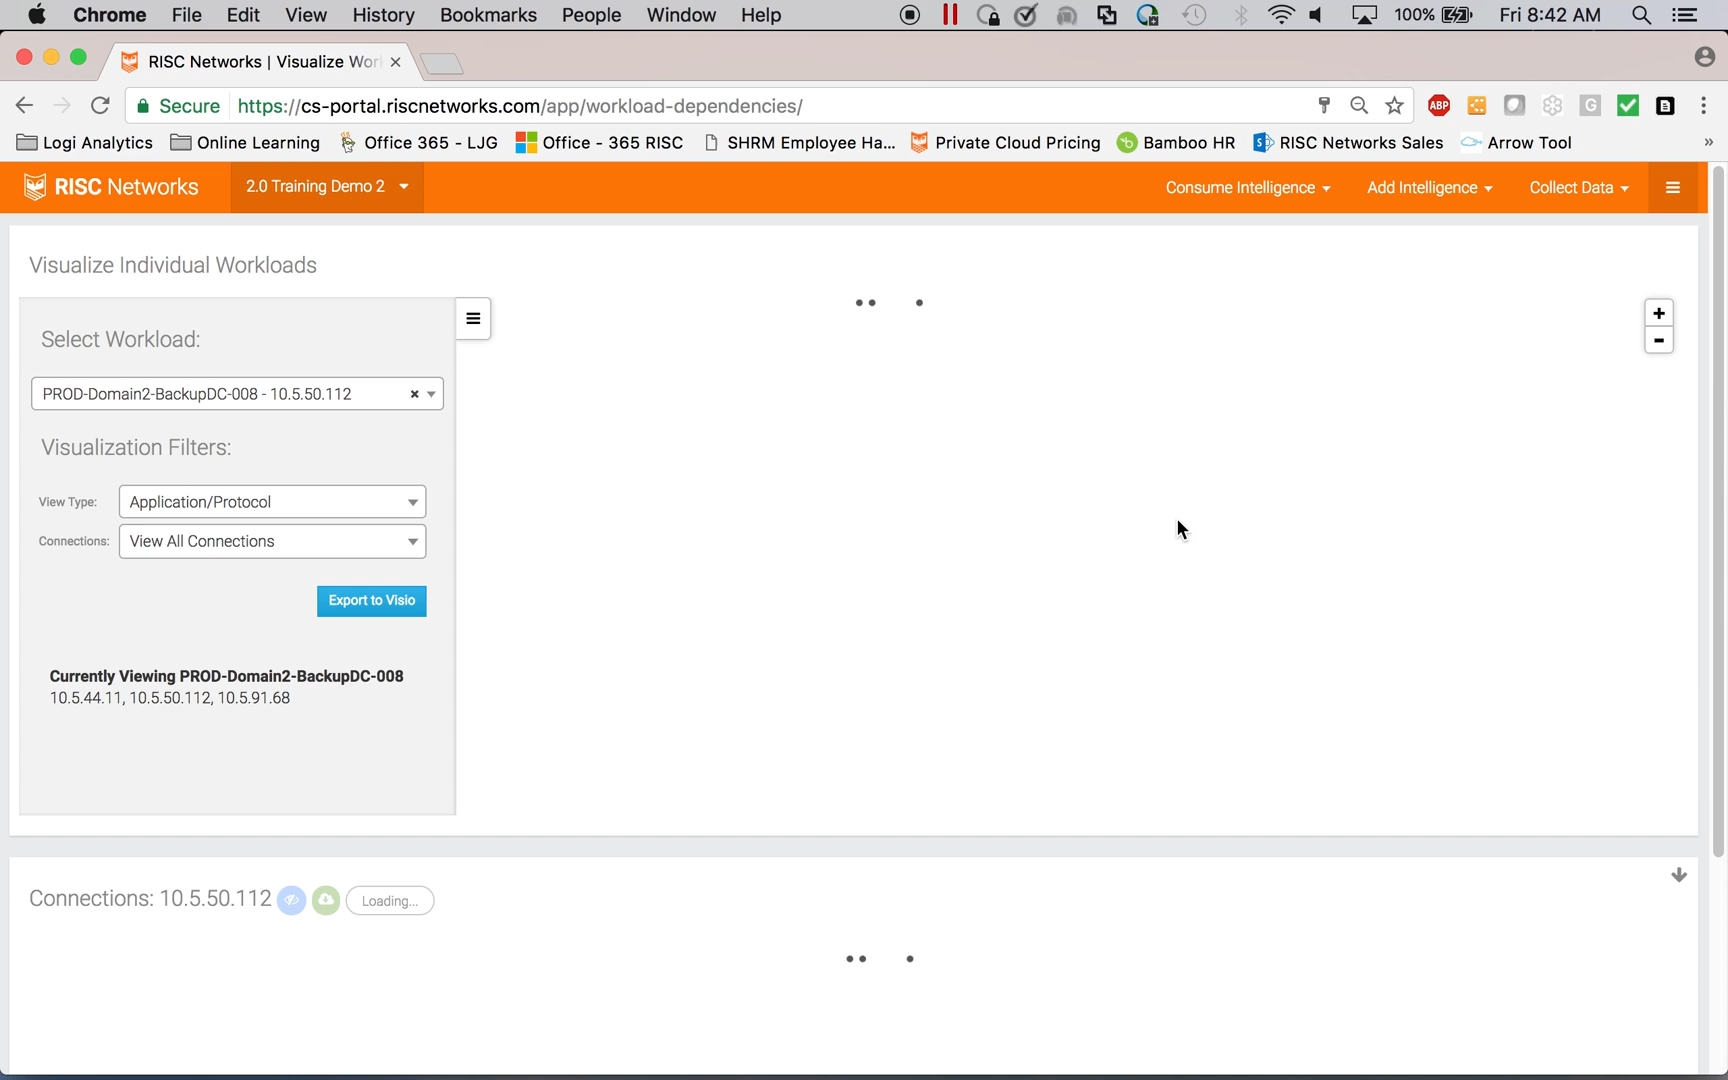 Chrome File Edit View History Bookmarks People Window Help 100% Fri 8:42 AM
RISC Networks | Visualize Wor
Secure https://cs-portal.riscnetworks.com/app/workload-dependencies/ ABP G
Logi Analytics Online Learning Office 365 - LJG Office - 365 RISC SHRM Employee Ha... Private Cloud Pricing Bamboo HR RISC Networks Sales Arrow Tool »
RISC Networks 2.0 Training Demo 2 Consume Intelligence Add Intelligence Collect Data
Visualize Individual Workloads
Select Workload:
PROD-Domain2-BackupDC-008 - 10.5.50.112 ×
Visualization Filters:
View Type: Application/Protocol
Connections: View All Connections
Export to Visio
Currently Viewing PROD-Domain2-BackupDC-008
10.5.44.11, 10.5.50.112, 10.5.91.68
+
-
Connections: 10.5.50.112 Loading...